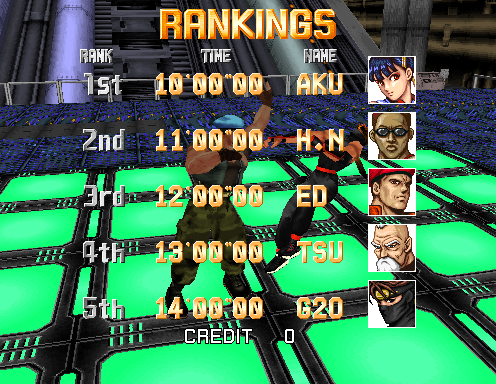 RANKINGS
RANK TIME NAME
1st 10'00"00 AKU
2nd 11'00"00 H.N
3rd 12'00"00 ED
4th 13'00"00 TSU
5th 14'00"00 G2O
CREDIT 0